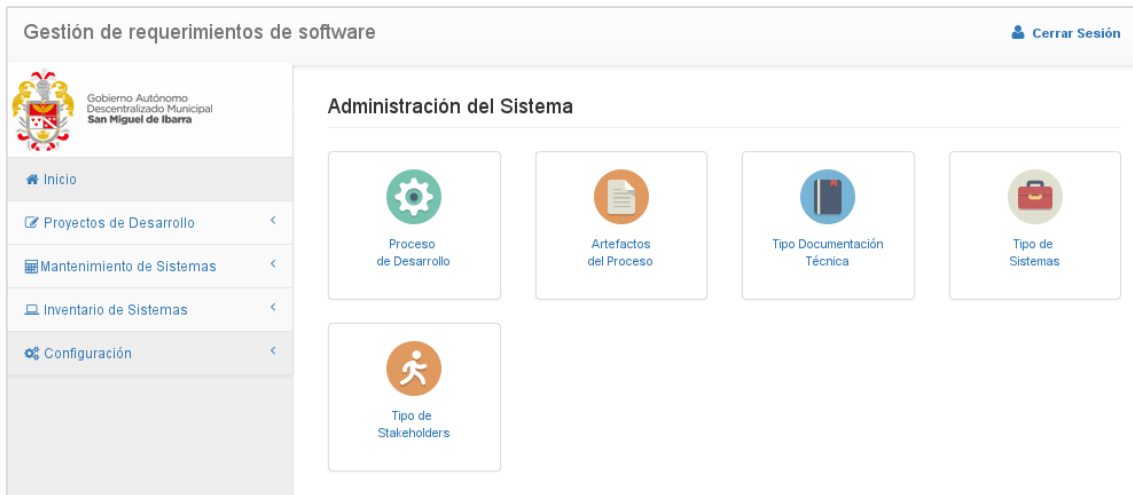 Gestión de requerimientos de software
Cerrar Sesión
Gobierno Autónomo
Descentralizado Municipal
San Miguel de Ibarra
Inicio
Proyectos de Desarrollo
Mantenimiento de Sistemas
Inventario de Sistemas
Configuración
Administración del Sistema
Proceso
de Desarrollo
Artefactos
del Proceso
Tipo Documentación
Técnica
Tipo de
Sistemas
Tipo de
Stakeholders